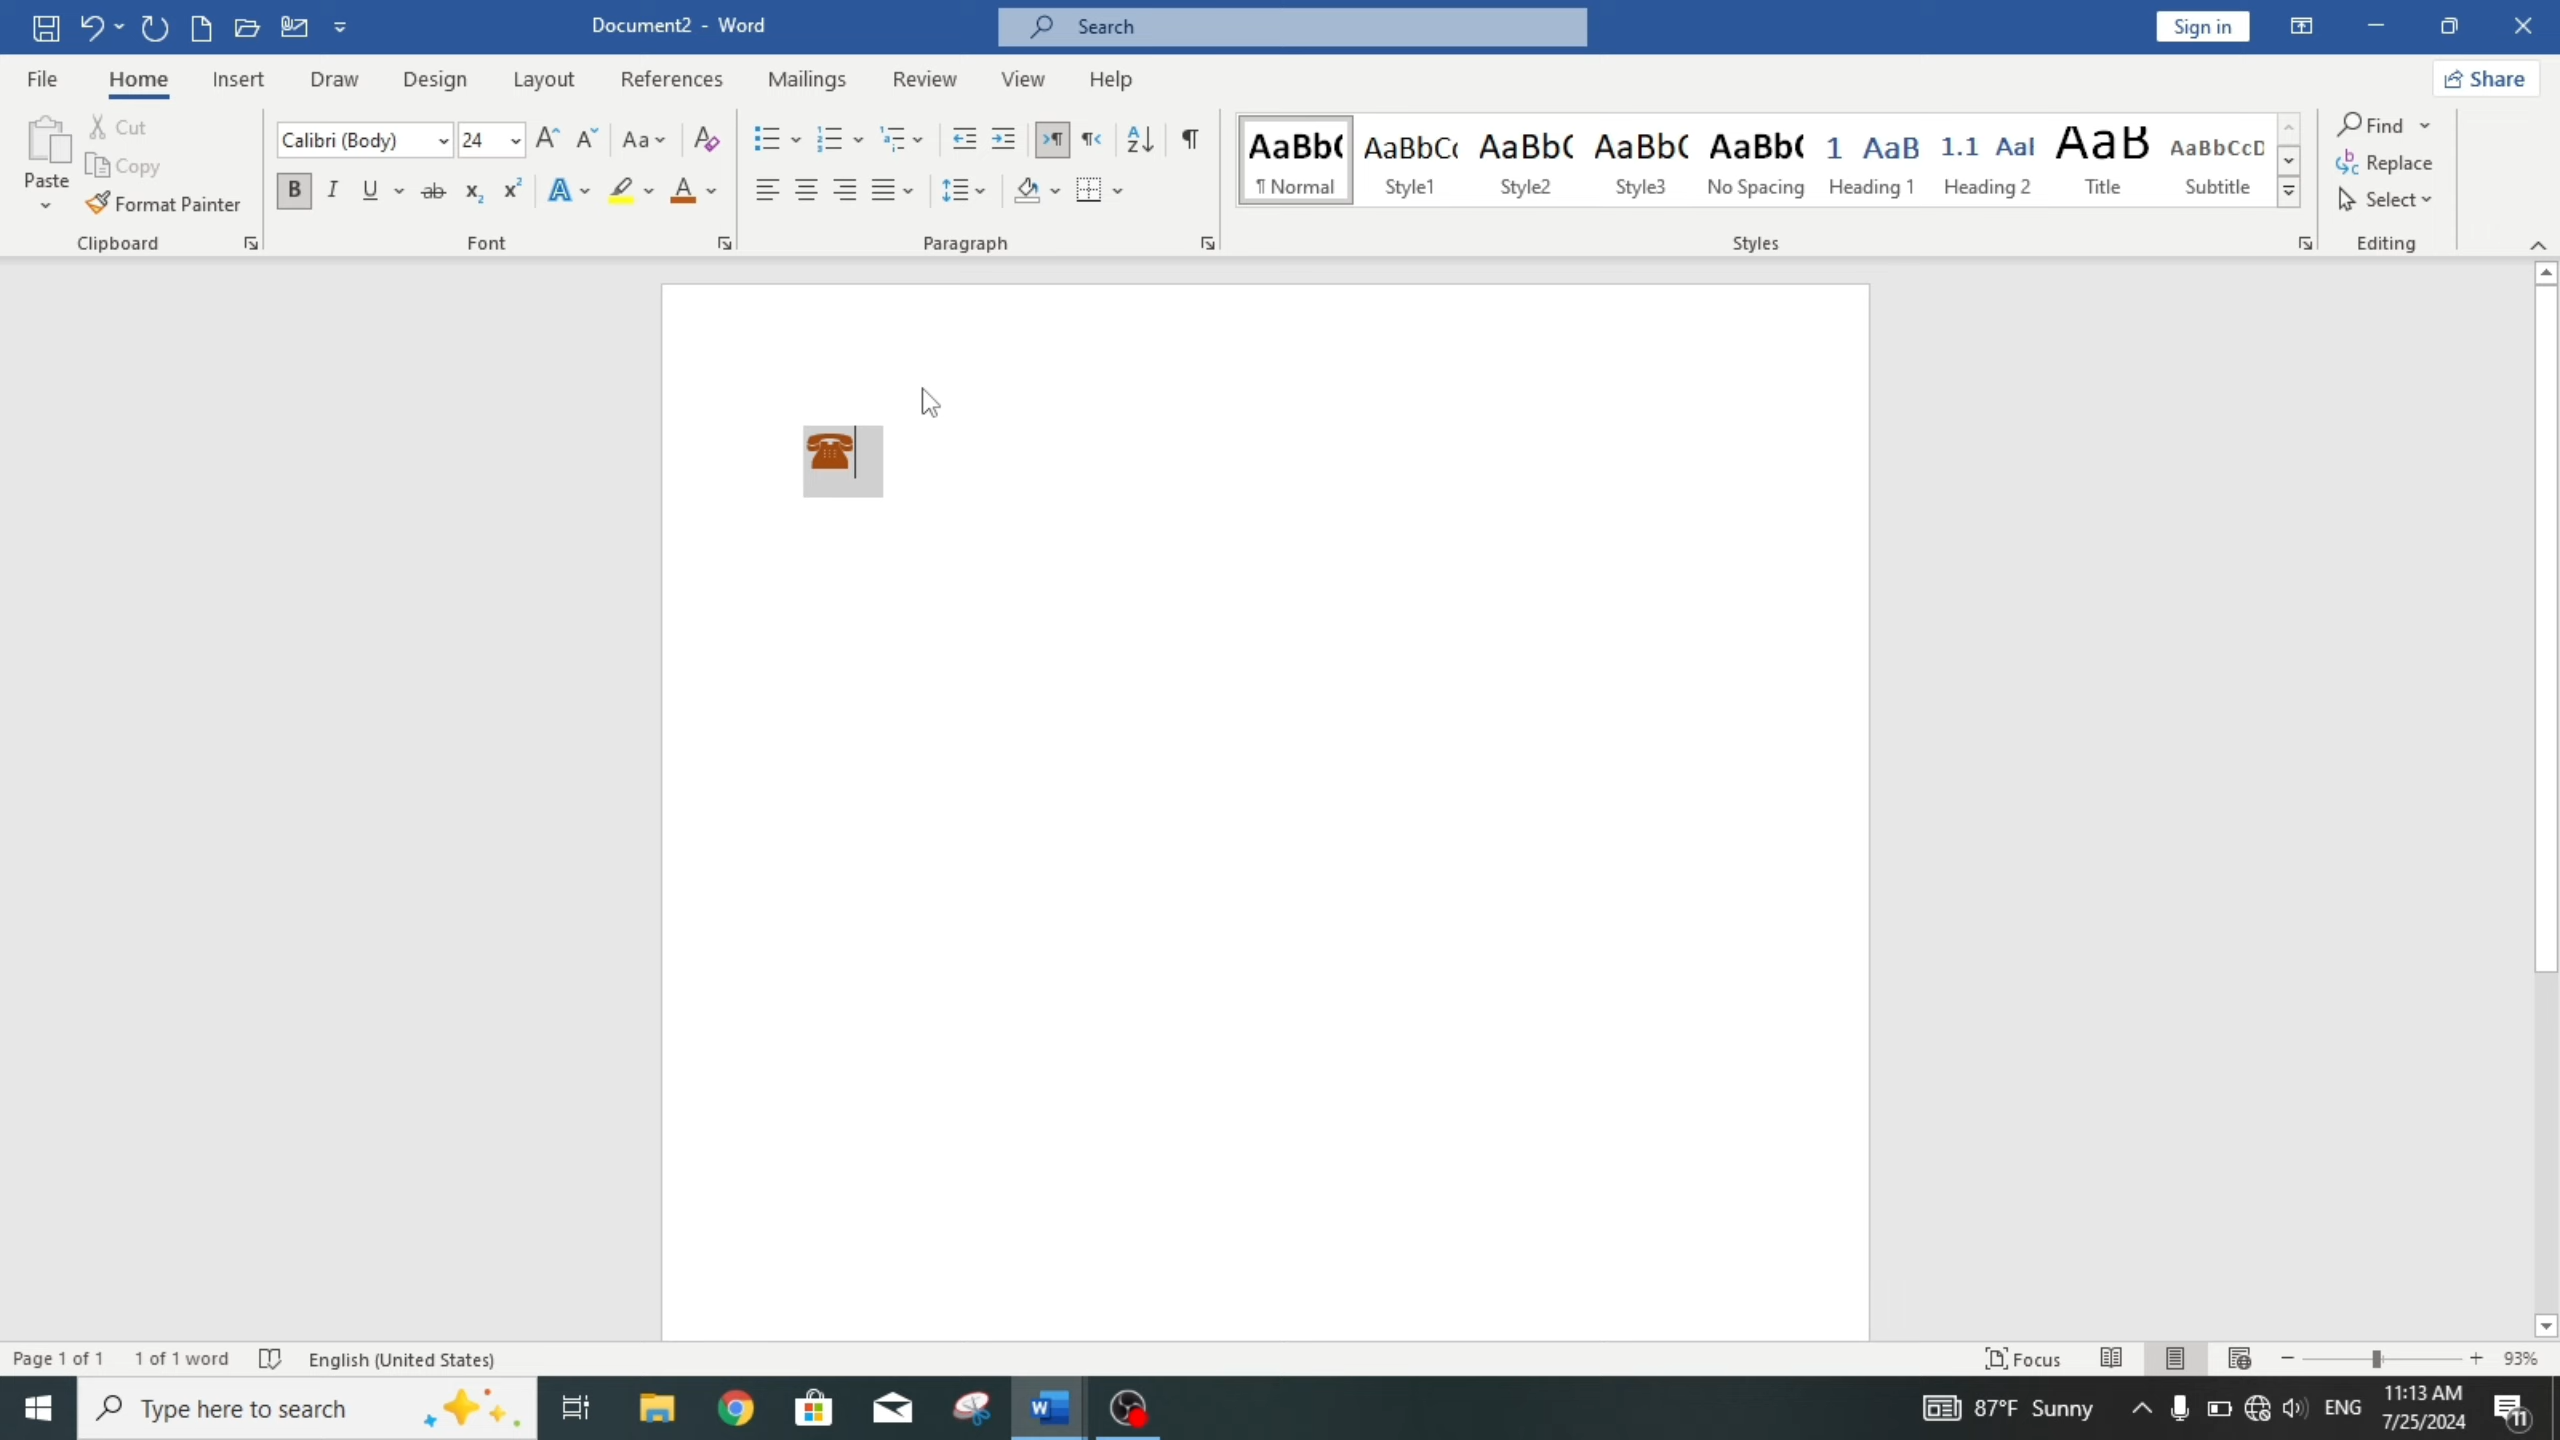 Document2 - Word
Search
Sign in
File Home Insert Draw Design Layout References Mailings Review View Help
Share
Paste
Cut
Copy
Format Painter
Clipboard
Calibri (Body) 24
Font
Paragraph
AaBb( AaBbC( AaBb( AaBb( AaBb( 1 AaB 1.1 Aal AaB AaBbCcD
¶ Normal Style1 Style2 Style3 No Spacing Heading 1 Heading 2 Title Subtitle
Styles
Find
Replace
Select
Editing
Page 1 of 1 1 of 1 word English (United States)
Focus 93%
Type here to search
87°F Sunny
ENG
11:13 AM
7/25/2024
11